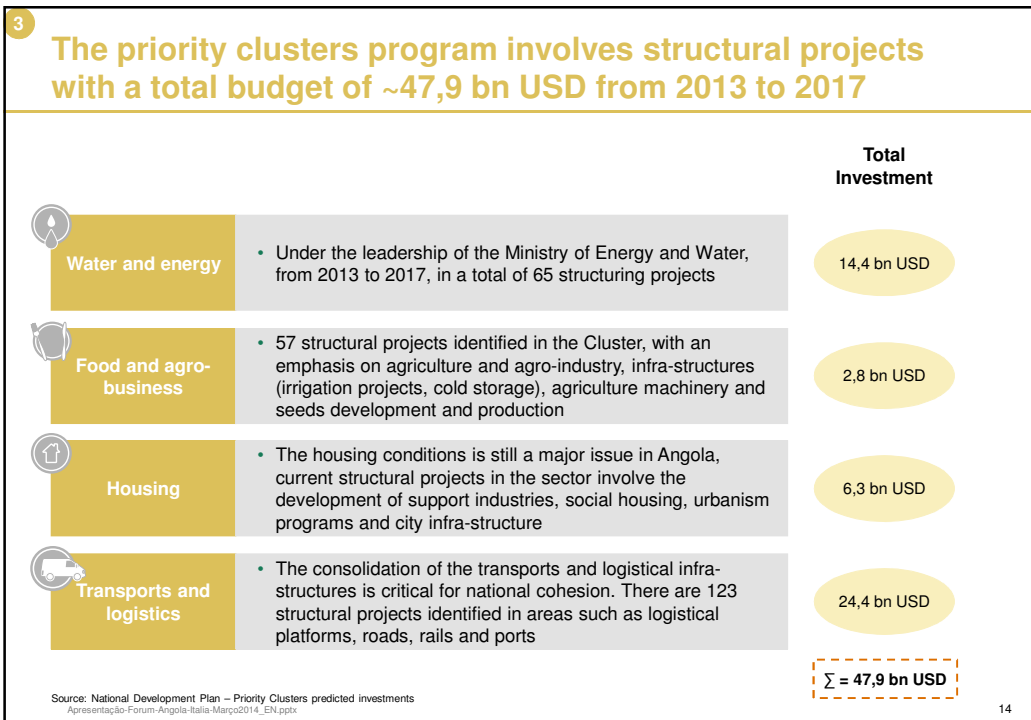 3
The priority clusters program involves structural projects
with a total budget of ~47,9 bn USD from 2013 to 2017
Total
Investment
Water and energy
• Under the leadership of the Ministry of Energy and Water,
from 2013 to 2017, in a total of 65 structuring projects
14,4 bn USD
Food and agro-
business
• 57 structural projects identified in the Cluster, with an
emphasis on agriculture and agro-industry, infra-structures
(irrigation projects, cold storage), agriculture machinery and
seeds development and production
2,8 bn USD
Housing
• The housing conditions is still a major issue in Angola,
current structural projects in the sector involve the
development of support industries, social housing, urbanism
programs and city infra-structure
6,3 bn USD
Transports and
logistics
• The consolidation of the transports and logistical infra-
structures is critical for national cohesion. There are 123
structural projects identified in areas such as logistical
platforms, roads, rails and ports
24,4 bn USD
∑ = 47,9 bn USD
Source: National Development Plan – Priority Clusters predicted investments
Apresentação-Forum-Angola-Italia-Março2014_EN.pptx
14